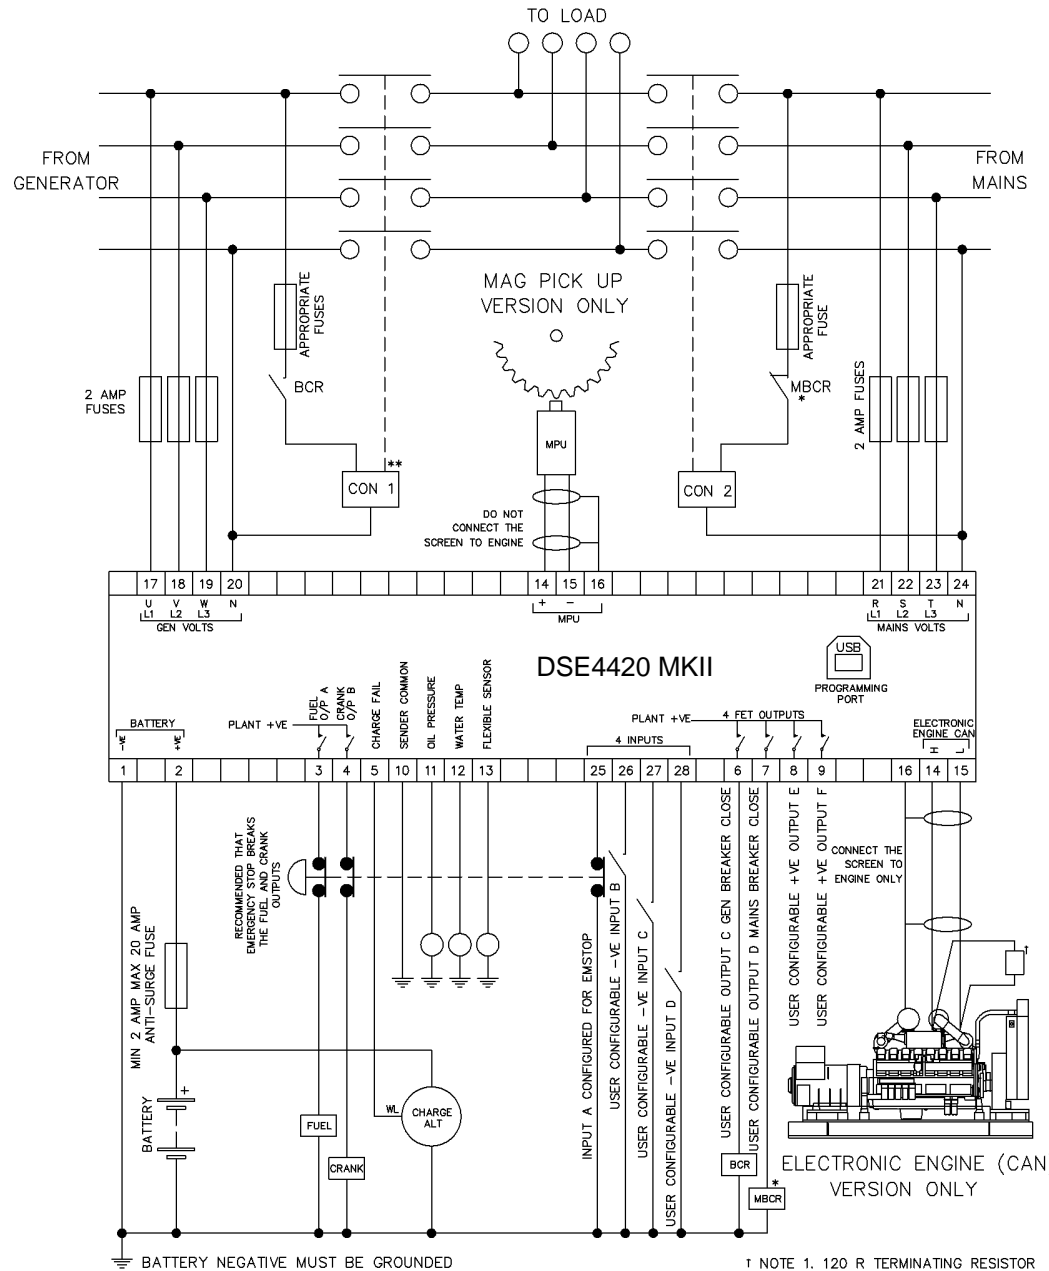 TO LOAD
FROM
GENERATOR
FROM
MAINS
APPROPRIATE
FUSES
MAG PICK UP
VERSION ONLY
APPROPRIATE
FUSE
2 AMP
FUSES
BCR
MBCR
*
2 AMP FUSES
MPU
**
CON 1
CON 2
DO NOT
CONNECT THE
SCREEN TO ENGINE
17 18 19 20 14 15 16 21 22 23 24
U V W N + − R S T N
L1 L2 L3 MPU L1 L2 L3
GEN VOLTS
MAINS VOLTS
DSE4420 MKII
USB
PROGRAMMING
PORT
BATTERY
-VE
+VE
PLANT +VE
FUEL
O/P A
CRANK
O/P B
CHARGE FAIL
SENDER COMMON
OIL PRESSURE
WATER TEMP
FLEXIBLE SENSOR
4 INPUTS
PLANT +VE
4 FET OUTPUTS
ELECTRONIC
ENGINE CAN
H
L
1 2 3 4 5 10 11 12 13 25 26 27 28 6 7 8 9 16 14 15
RECOMMENDED THAT
EMERGENCY STOP BREAKS
THE FUEL AND CRANK
OUTPUTS
MIN 2 AMP MAX 20 AMP
ANTI-SURGE FUSE
BATTERY
+
FUEL
CRANK
WL
CHARGE
ALT
INPUT A CONFIGURED FOR EMSTOP
USER CONFIGURABLE -VE INPUT B
USER CONFIGURABLE -VE INPUT C
USER CONFIGURABLE -VE INPUT D
USER CONFIGURABLE OUTPUT C GEN BREAKER CLOSE
USER CONFIGURABLE OUTPUT D MAINS BREAKER CLOSE
USER CONFIGURABLE +VE OUTPUT E
USER CONFIGURABLE +VE OUTPUT F
CONNECT THE
SCREEN TO
ENGINE ONLY
†
BCR
*
MBCR
ELECTRONIC ENGINE (CAN
VERSION ONLY
BATTERY NEGATIVE MUST BE GROUNDED
† NOTE 1. 120 R TERMINATING RESISTOR